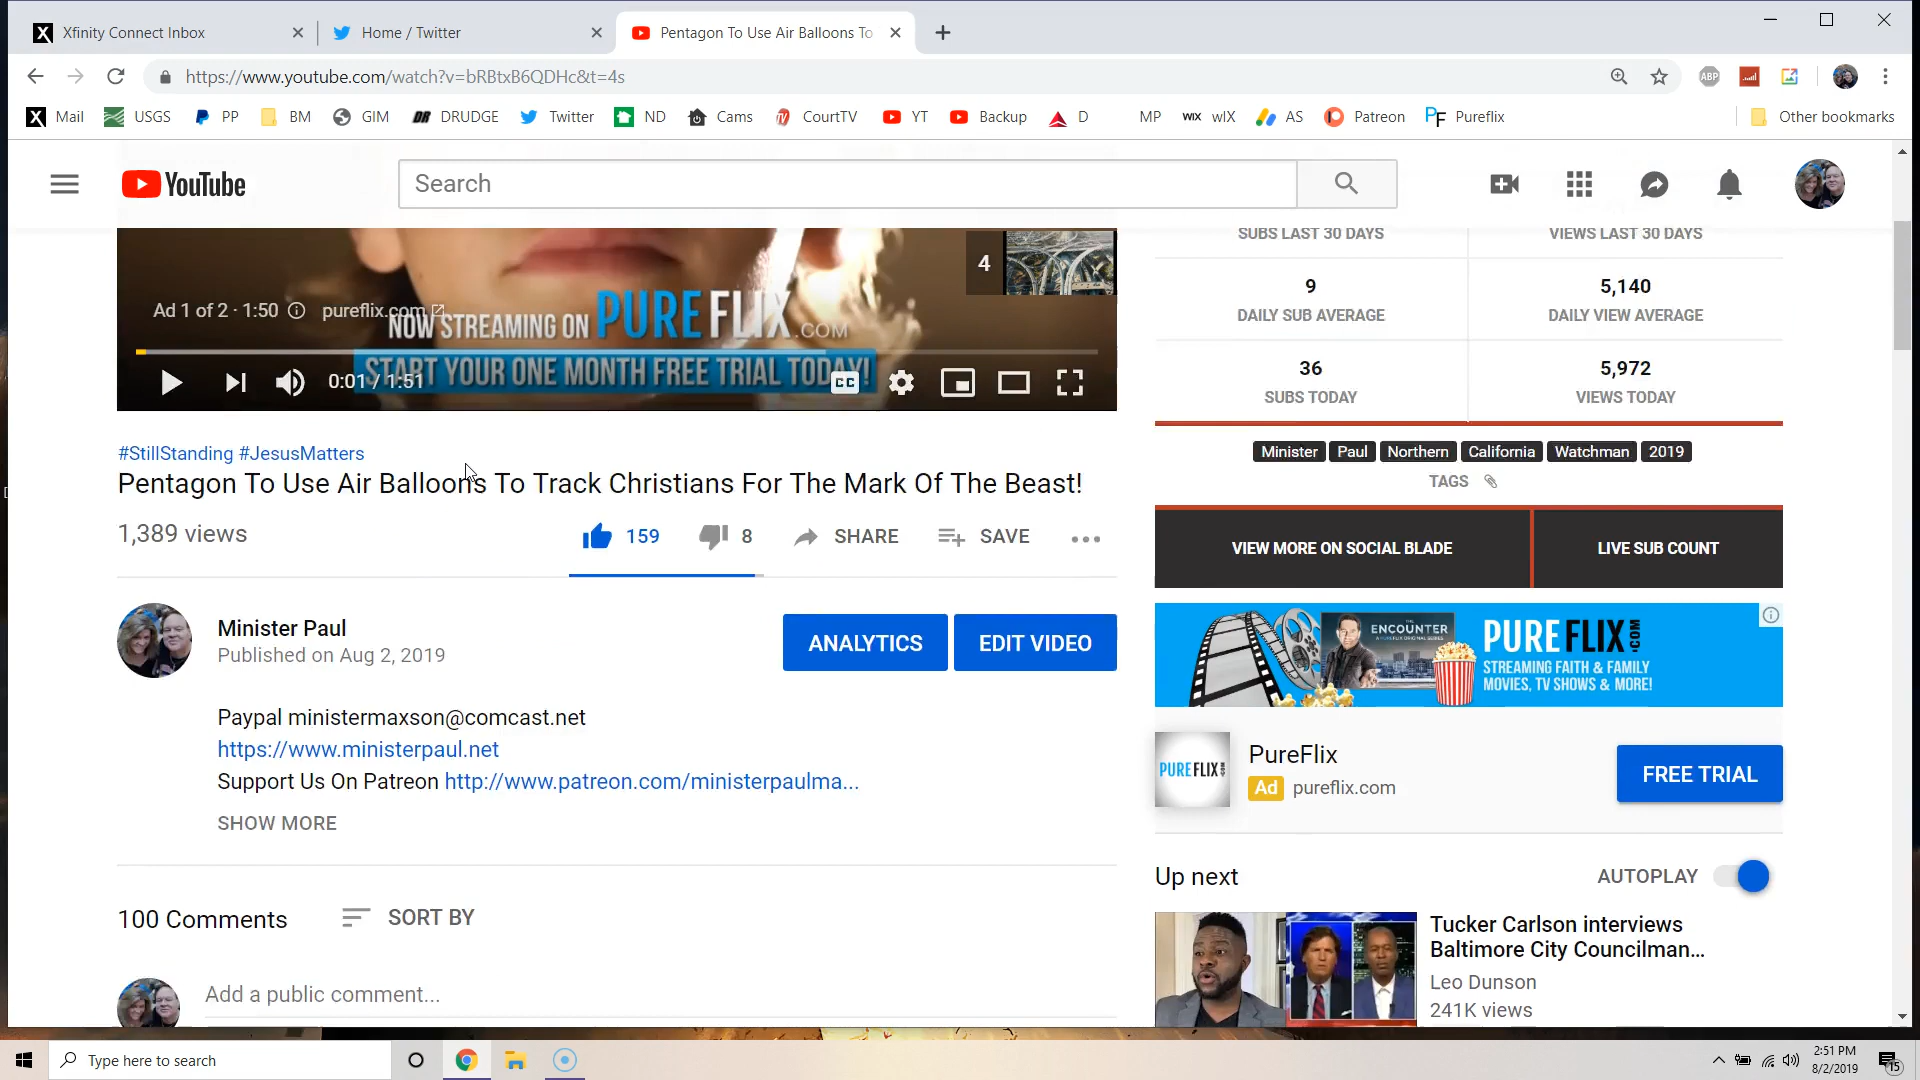 Xfinity Connect Inbox
Home / Twitter
Pentagon To Use Air Balloons To
https://www.youtube.com/watch?v=bRBtxB6QDHc&t=4s
ABP
Mail USGS PP BM GIM DRUDGE Twitter ND Cams CourtTV YT Backup D MP WIX wIX AS Patreon Pureflix Other bookmarks
YouTube
Search
4
Ad 1 of 2 · 1:50 pureflix.com
NOW STREAMING ON PUREFLIX.COM
START YOUR ONE MONTH FREE TRIAL TODAY!
0:01 / 1:51
CC
#StillStanding #JesusMatters
Pentagon To Use Air Balloons To Track Christians For The Mark Of The Beast!
1,389 views
159
8
SHARE
SAVE
Minister Paul
Published on Aug 2, 2019
ANALYTICS
EDIT VIDEO
Paypal ministermaxson@comcast.net
https://www.ministerpaul.net
Support Us On Patreon http://www.patreon.com/ministerpaulma...
SHOW MORE
100 Comments
SORT BY
Add a public comment...
SUBS LAST 30 DAYS
VIEWS LAST 30 DAYS
9
DAILY SUB AVERAGE
5,140
DAILY VIEW AVERAGE
36
SUBS TODAY
5,972
VIEWS TODAY
Minister Paul Northern California Watchman 2019
TAGS
VIEW MORE ON SOCIAL BLADE
LIVE SUB COUNT
THE ENCOUNTER
PUREFLIX.COM
STREAMING FAITH & FAMILY
MOVIES, TV SHOWS & MORE!
PUREFLIX
PureFlix
Ad pureflix.com
FREE TRIAL
Up next
AUTOPLAY
Tucker Carlson interviews
Baltimore City Councilman...
Leo Dunson
241K views
Type here to search
2:51 PM
8/2/2019
15